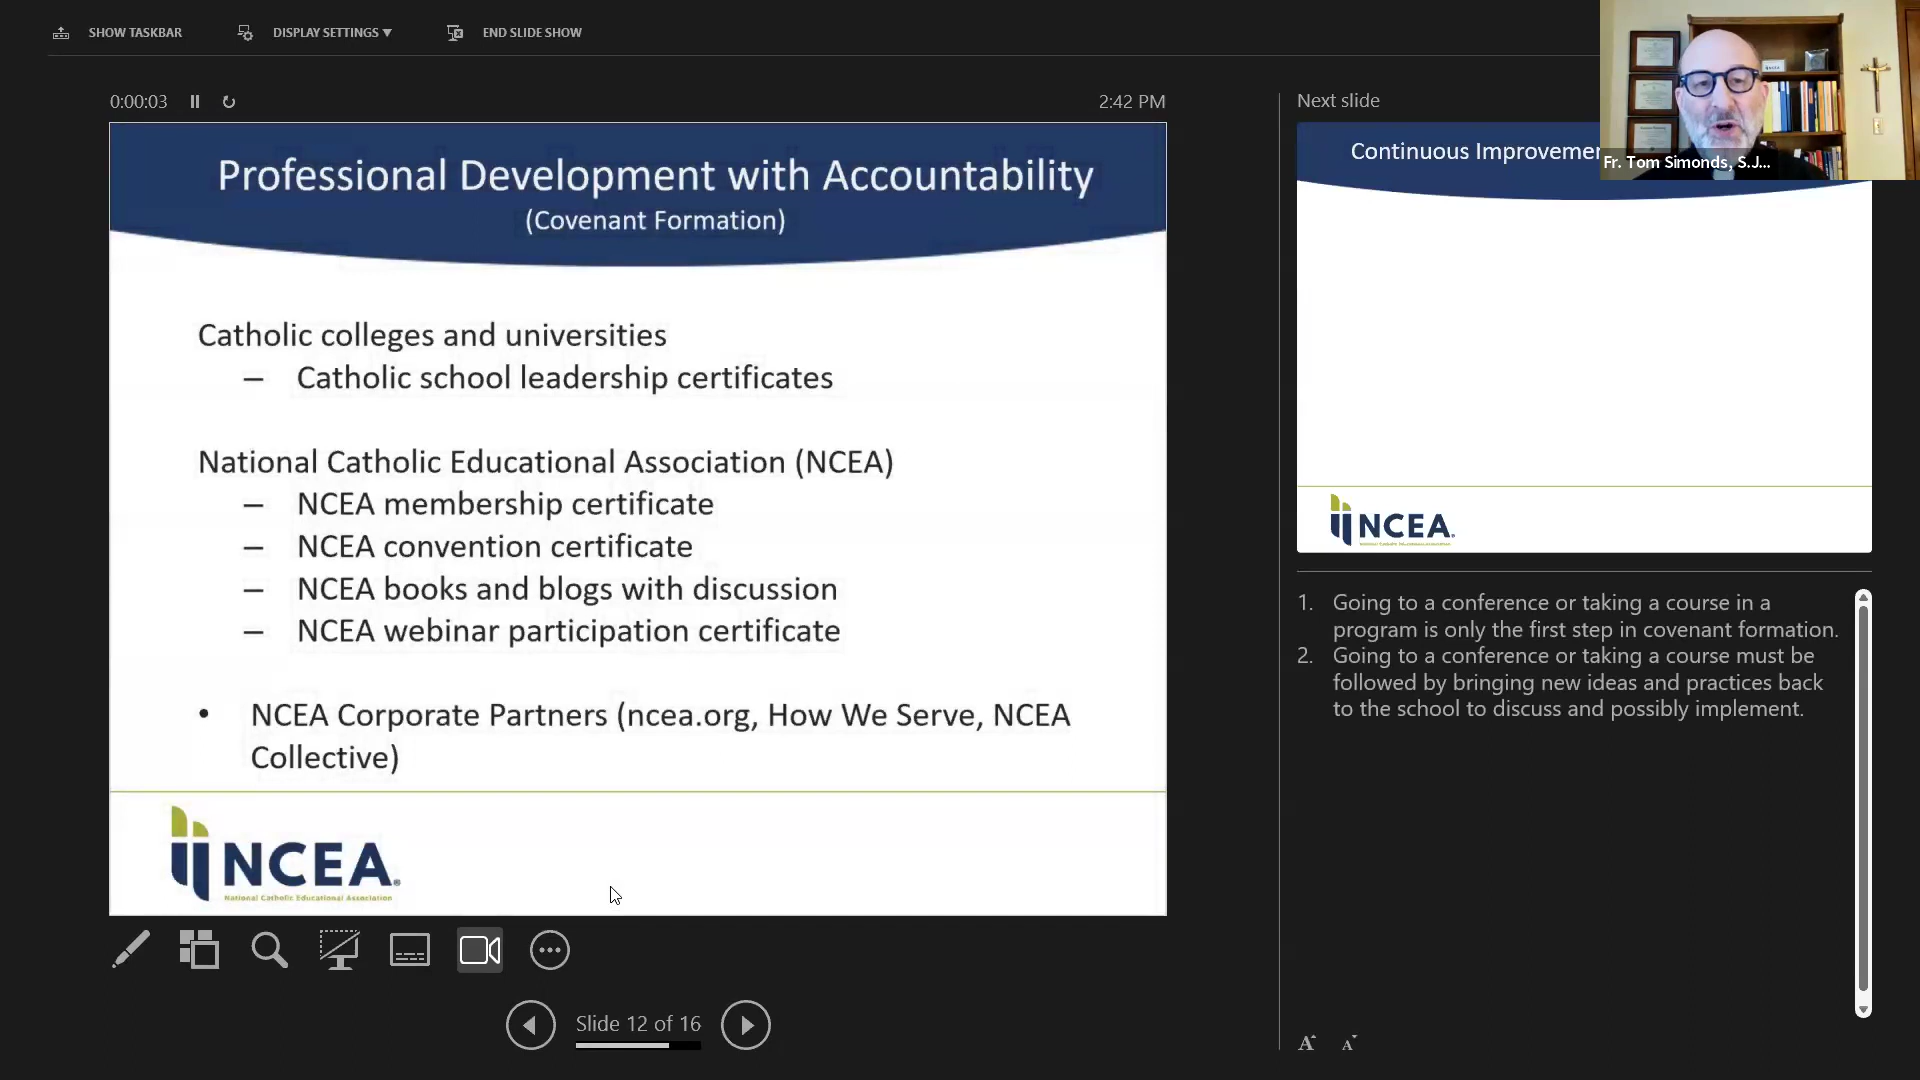 SHOW TASKBAR
DISPLAY SETTINGS ▼
END SLIDE SHOW
0:00:03
2:42 PM
Professional Development with Accountability
(Covenant Formation)
Catholic colleges and universities
– Catholic school leadership certificates
National Catholic Educational Association (NCEA)
– NCEA membership certificate
– NCEA convention certificate
– NCEA books and blogs with discussion
– NCEA webinar participation certificate
• NCEA Corporate Partners (ncea.org, How We Serve, NCEA
Collective)
NCEA®
National Catholic Educational Association
Slide 12 of 16
Next slide
Continuous Improvemen
Fr. Tom Simonds, S.J...
NCEA
1. Going to a conference or taking a course in a
program is only the first step in covenant formation.
2. Going to a conference or taking a course must be
followed by bringing new ideas and practices back
to the school to discuss and possibly implement.
A A